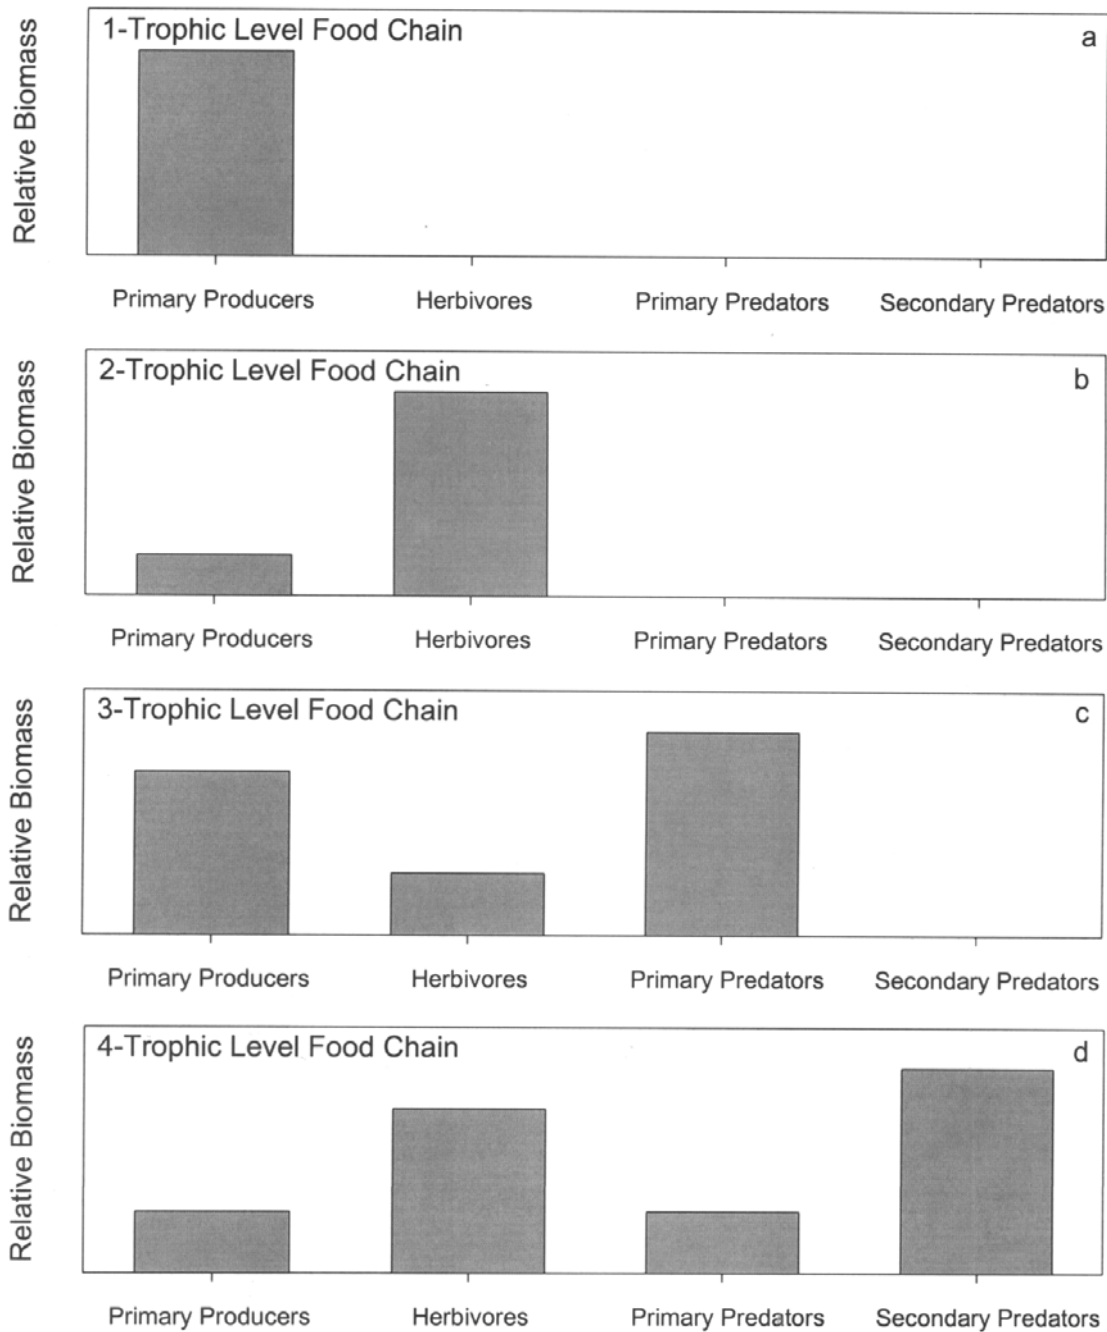 1-Trophic Level Food Chain
a
Relative Biomass
Primary Producers Herbivores Primary Predators Secondary Predators
2-Trophic Level Food Chain
b
Relative Biomass
Primary Producers Herbivores Primary Predators Secondary Predators
3-Trophic Level Food Chain
c
Relative Biomass
Primary Producers Herbivores Primary Predators Secondary Predators
4-Trophic Level Food Chain
d
Relative Biomass
Primary Producers Herbivores Primary Predators Secondary Predators